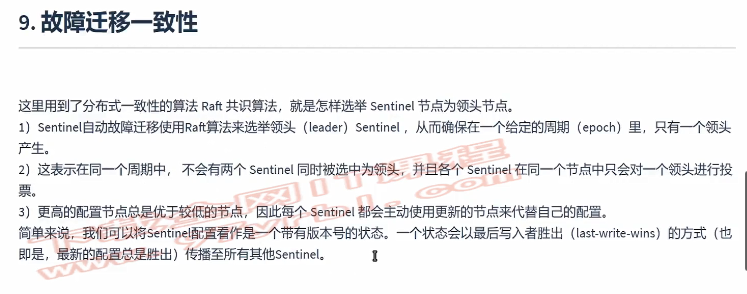 9. 故障迁移一致性
这里用到了分布式一致性的算法 Raft 共识算法，就是怎样选举 Sentinel 节点为领头节点。
1）Sentinel自动故障迁移使用Raft算法来选举领头（leader）Sentinel ，从而确保在一个给定的周期（epoch）里，只有一个领头
产生。
2）这表示在同一个周期中， 不会有两个 Sentinel 同时被选中为领头，并且各个 Sentinel 在同一个节点中只会对一个领头进行投
票。
3）更高的配置节点总是优于较低的节点，因此每个 Sentinel 都会主动使用更新的节点来代替自己的配置。
简单来说，我们可以将Sentinel配置看作是一个带有版本号的状态。一个状态会以最后写入者胜出（last-write-wins）的方式（也
即是，最新的配置总是胜出）传播至所有其他Sentinel。